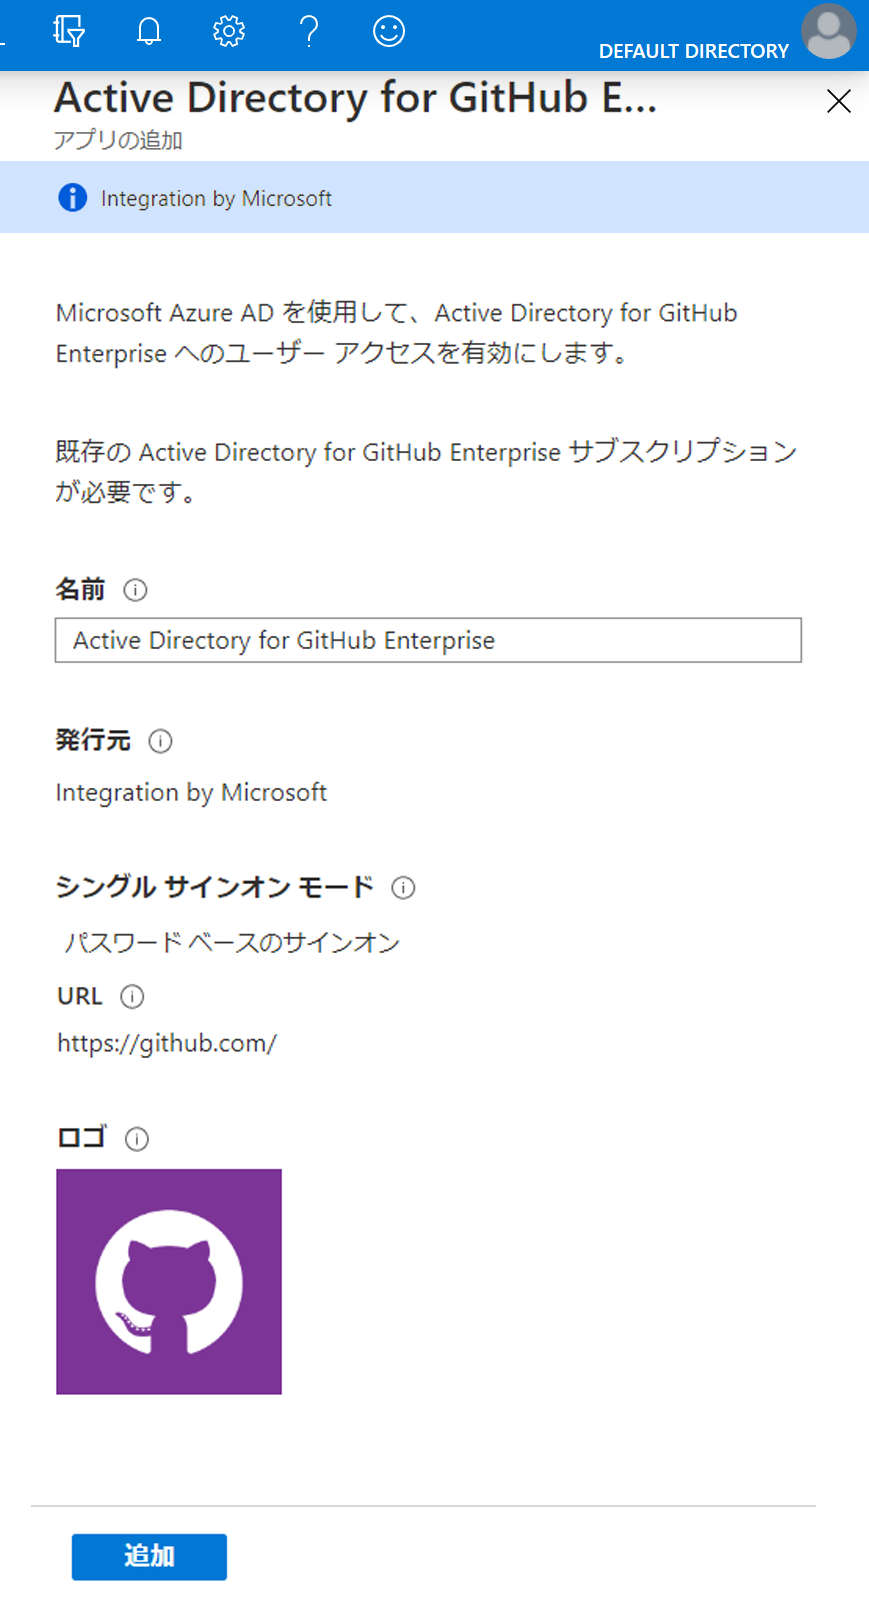 DEFAULT DIRECTORY
Active Directory for GitHub E...
アプリの追加
Integration by Microsoft
Microsoft Azure AD を使用して、Active Directory for GitHub
Enterprise へのユーザー アクセスを有効にします。
既存の Active Directory for GitHub Enterprise サブスクリプション
が必要です。
名前
Active Directory for GitHub Enterprise
発行元
Integration by Microsoft
シングル サインオン モード
パスワード ベースのサインオン
URL
https://github.com/
ロゴ
追加